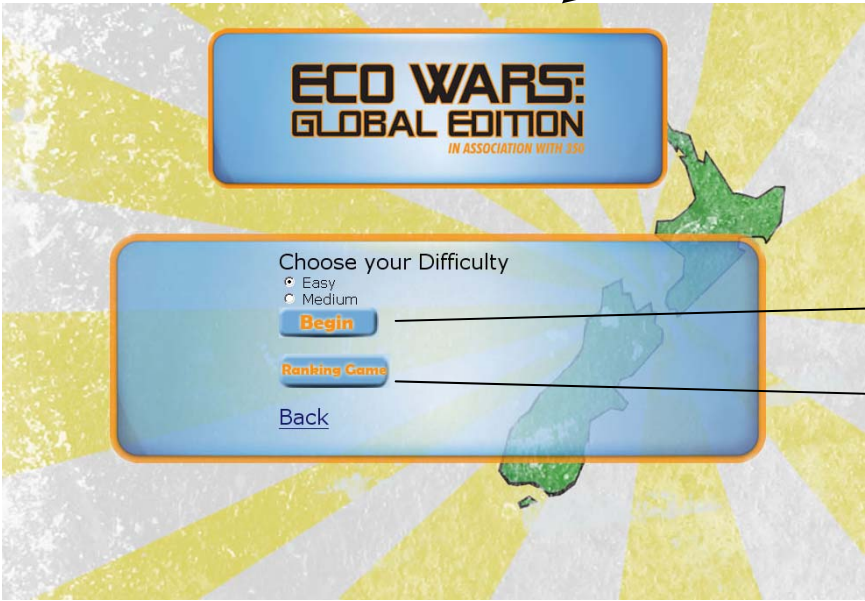 ECO WARS:
GLOBAL EDITION
IN ASSOCIATION WITH 350
Choose your Difficulty
Easy
Medium
Begin
Ranking Game
Back